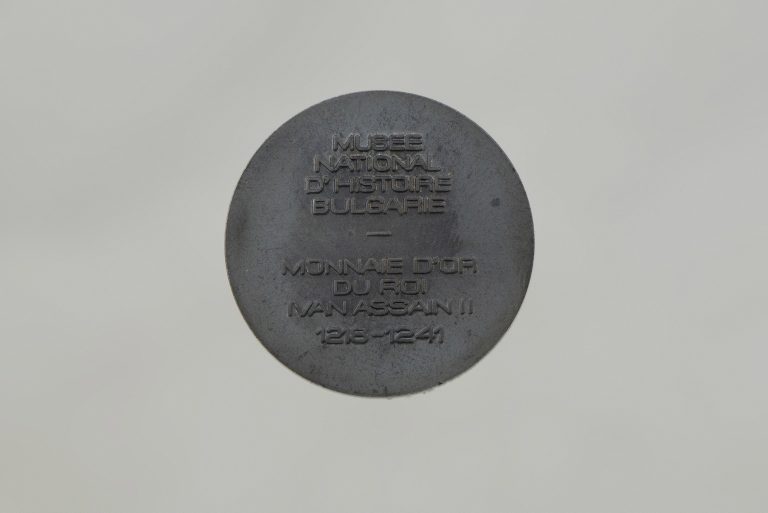 MUSEE
NATIONAL
D'HISTOIRE
BULGARIE
—
MONNAIE D'OR
DU ROI
IVAN ASSAIN II
1218-1241